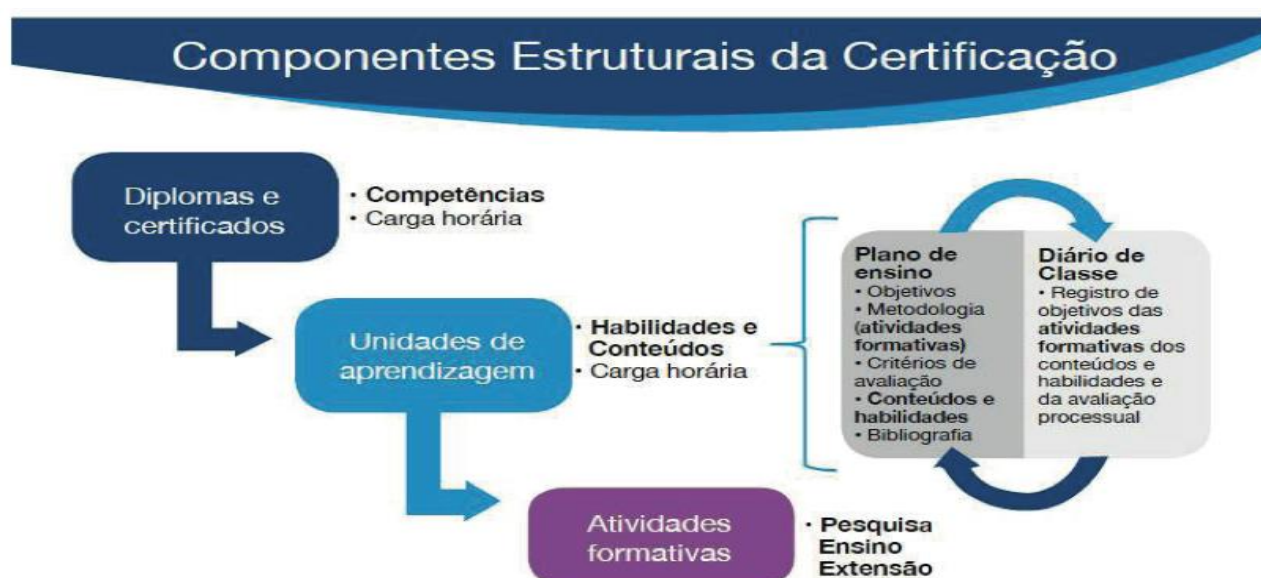 Componentes Estruturais da Certificação
Diplomas e
certificados
· Competências
· Carga horária
Unidades de
aprendizagem
· Habilidades e
Conteúdos
· Carga horária
Plano de
ensino
· Objetivos
· Metodologia
(atividades
formativas)
· Critérios de
avaliação
· Conteúdos e
habilidades
· Bibliografia
Diário de
Classe
· Registro de
objetivos das
atividades
formativas dos
conteúdos e
habilidades e
da avaliação
processual
Atividades
formativas
· Pesquisa
Ensino
Extensão